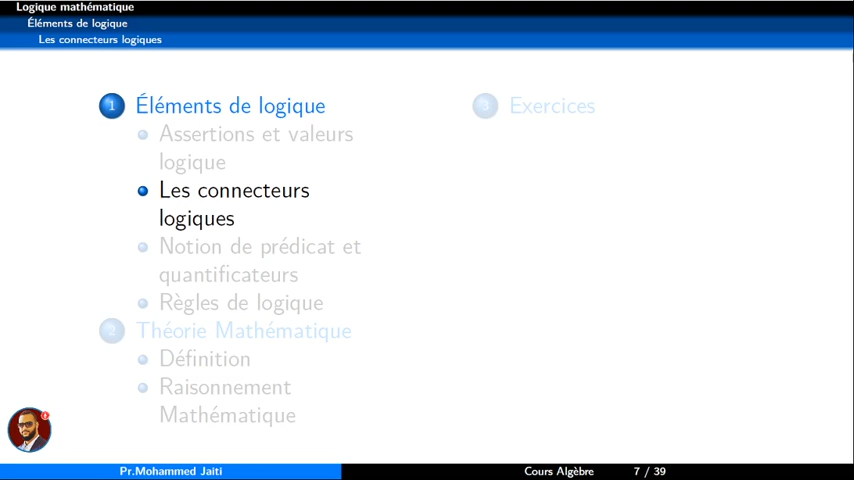 Logique mathématique
Éléments de logique
Les connecteurs logiques
1 Éléments de logique
Assertions et valeurs
logique
Les connecteurs
logiques
Notion de prédicat et
quantificateurs
Règles de logique
2 Théorie Mathématique
Définition
Raisonnement
Mathématique
3 Exercices
Pr.Mohammed Jaiti
Cours Algèbre 7 / 39